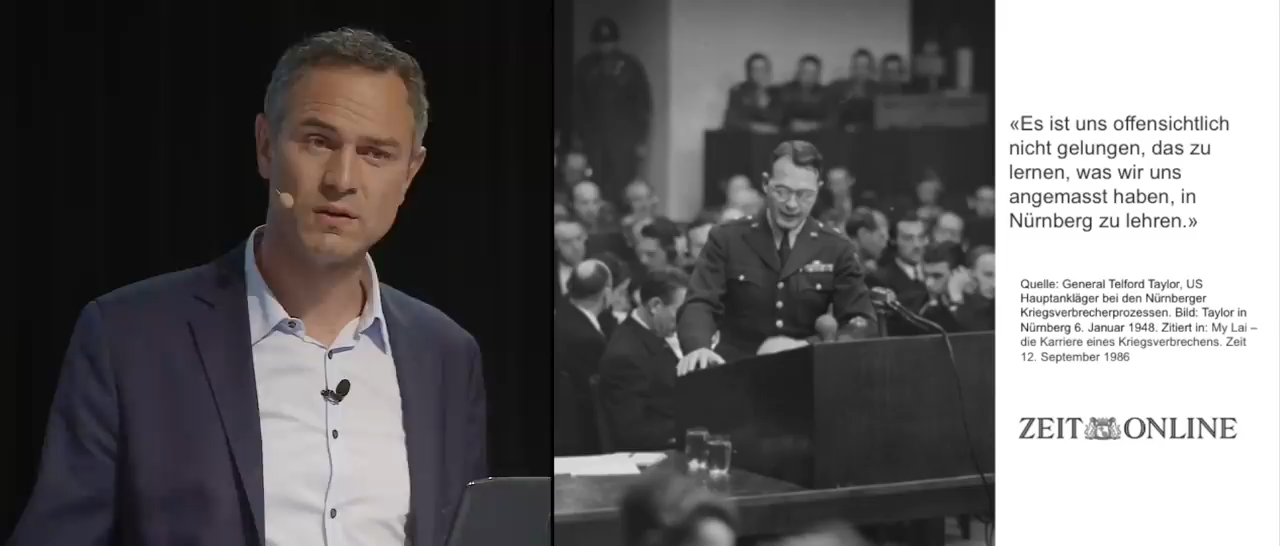 «Es ist uns offensichtlich
nicht gelungen, das zu
lernen, was wir uns
angemasst haben, in
Nürnberg zu lehren.»
Quelle: General Telford Taylor, US
Hauptankläger bei den Nürnberger
Kriegsverbrecherprozessen. Bild: Taylor in
Nürnberg 6. Januar 1948. Zitiert in: My Lai –
die Karriere eines Kriegsverbrechens. Zeit
12. September 1986
ZEIT ONLINE